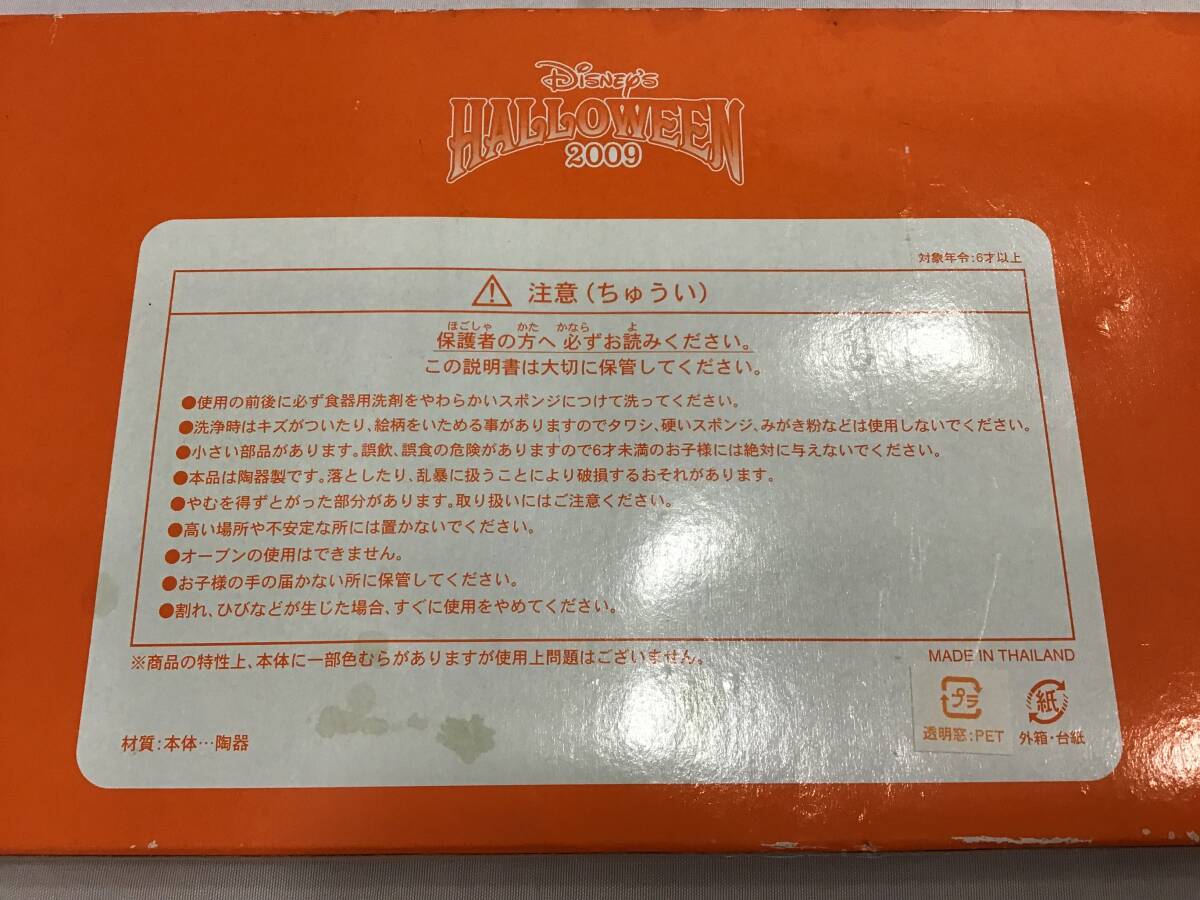 DISNEY'S
HALLOWEEN
2009
対象年令:6才以上
注意(ちゅうい)
ほごしゃ かた かなら よ
保護者の方へ 必ずお読みください。
この説明書は大切に保管してください。
●使用の前後に必ず食器用洗剤をやわらかいスポンジにつけて洗ってください。
●洗浄時はキズがついたり、絵柄をいためる事がありますのでタワシ、硬いスポンジ、みがき粉などは使用しないでください。
●小さい部品があります。誤飲、誤食の危険がありますので6才未満のお子様には絶対に与えないでください。
●本品は陶器製です。落としたり、乱暴に扱うことにより破損するおそれがあります。
●やむを得ずとがった部分があります。取り扱いにはご注意ください。
●高い場所や不安定な所には置かないでください。
●オーブンの使用はできません。
●お子様の手の届かない所に保管してください。
●割れ、ひびなどが生じた場合、すぐに使用をやめてください。
※商品の特性上、本体に一部色むらがありますが使用上問題はございません。
MADE IN THAILAND
プラ
透明窓:PET
紙
外箱・台紙
材質:本体…陶器